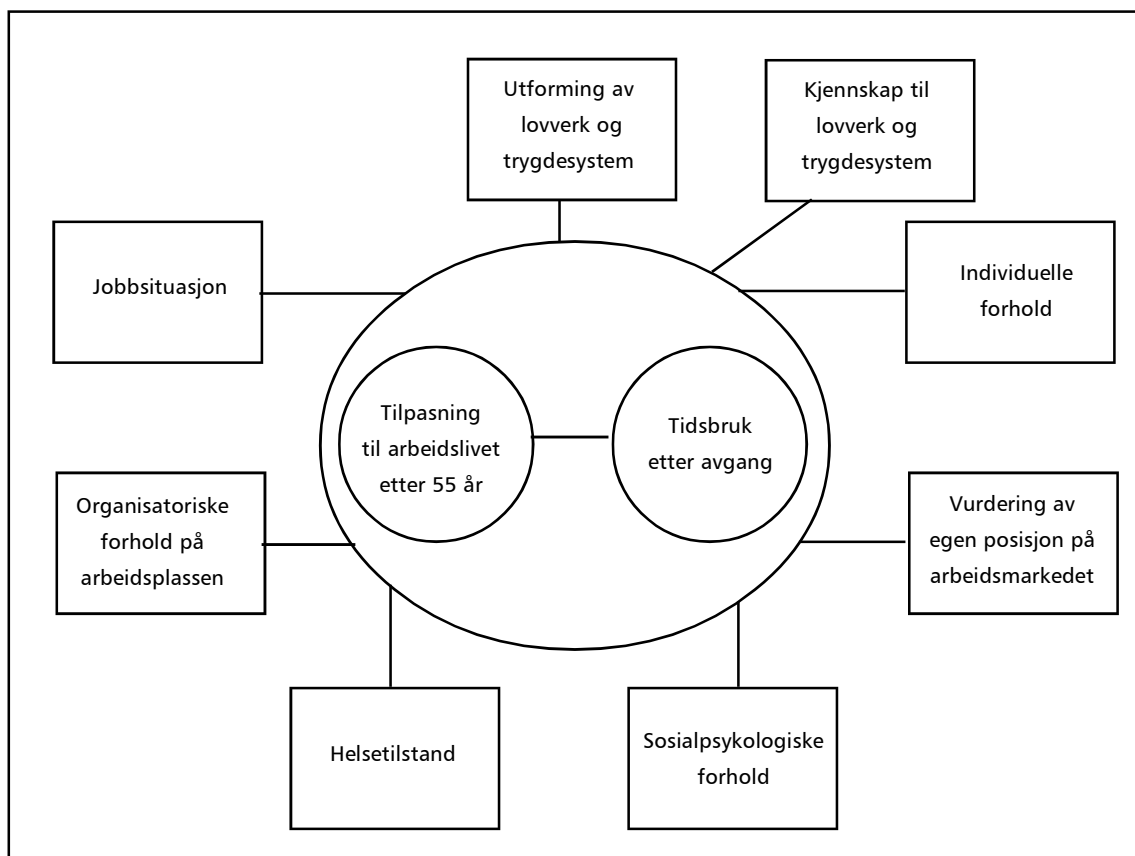 Utforming av
lovverk og
trygdesystem
Kjennskap til
lovverk og
trygdesystem
Jobbsituasjon
Individuelle
forhold
Tilpasning
til arbeidslivet
etter 55 år
Tidsbruk
etter avgang
Organisatoriske
forhold på
arbeidsplassen
Vurdering av
egen posisjon på
arbeidsmarkedet
Helsetilstand
Sosialpsykologiske
forhold